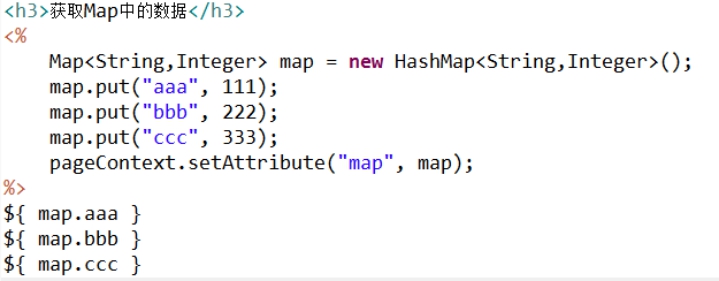 <h3>获取Map中的数据</h3>
<%
    Map<String,Integer> map = new HashMap<String,Integer>();
    map.put("aaa", 111);
    map.put("bbb", 222);
    map.put("ccc", 333);
    pageContext.setAttribute("map", map);
%>
${ map.aaa }
${ map.bbb }
${ map.ccc }